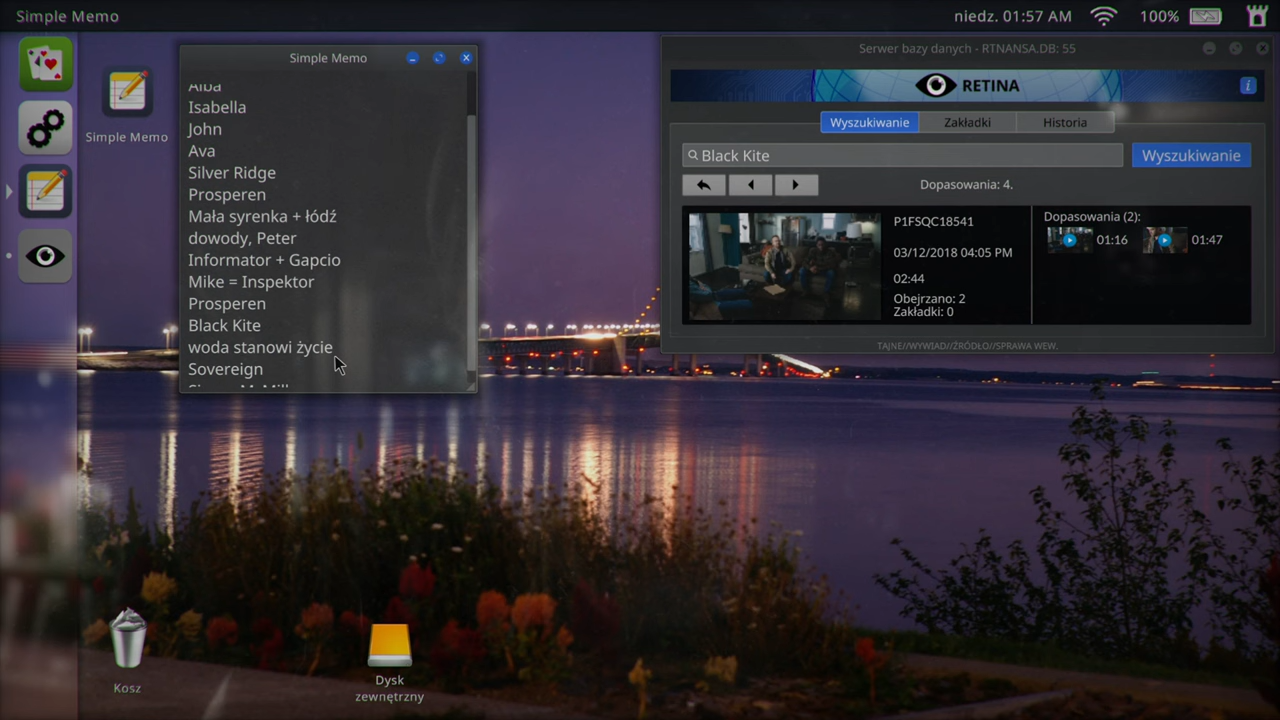 Simple Memo
niedz. 01:57 AM
100%
Simple Memo
Simple Memo
Alba
Isabella
John
Ava
Silver Ridge
Prosperen
Mała syrenka + łódź
dowody, Peter
Informator + Gapcio
Mike = Inspektor
Prosperen
Black Kite
woda stanowi życie
Sovereign
Serwer bazy danych - RTNANSA.DB: 55
RETINA
i
Wyszukiwanie
Zakładki
Historia
Black Kite
Wyszukiwanie
Dopasowania: 4.
P1FSQC18541
03/12/2018 04:05 PM
02:44
Obejrzano: 2
Zakładki: 0
Dopasowania (2):
01:16
01:47
TAJNE//WYWIAD//ŹRÓDŁO//SPRAWA WEW.
Kosz
Dysk
zewnętrzny